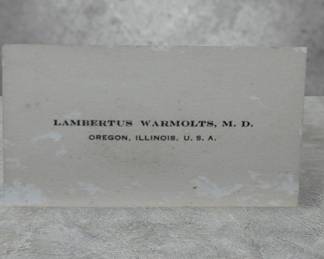 LAMBERTUS WARMOLTS, M. D.
OREGON, ILLINOIS, U. S. A.